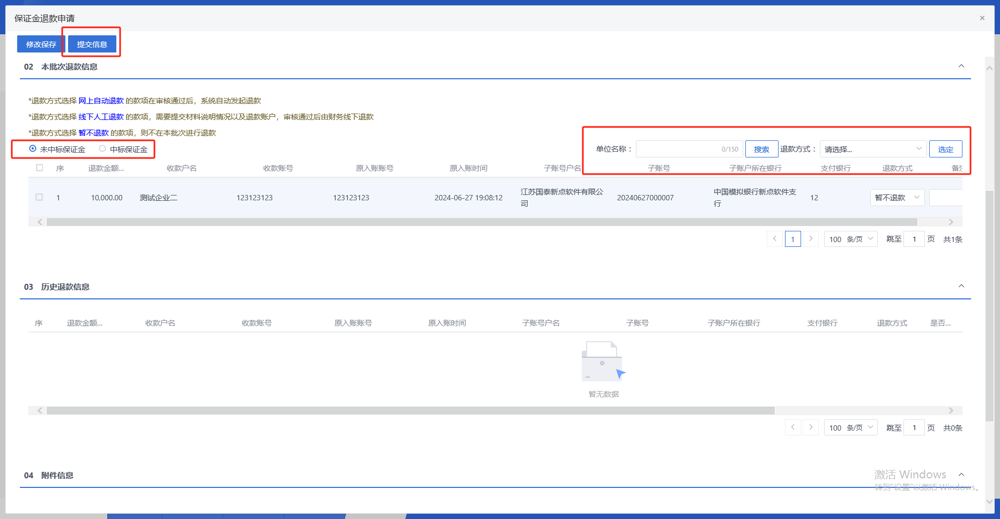 保证金退款申请
修改保存 提交信息
02 本批次退款信息
*退款方式选择 网上自动退款 的款项在审核通过后，系统自动发起退款
*退款方式选择 线下人工退款 的款项，需要提交材料说明情况以及退款账户，审核通过后由财务线下退款
*退款方式选择 暂不退款 的款项，则不在本批次进行退款
未中标保证金 中标保证金 单位名称： 0/150 搜索 退款方式： 请选择... 选定
序 退款金额... 收款户名 收款账号 原入账账号 原入账时间 子账号户名 子账号 子账户所在银行 支付银行 退款方式 备注
1 10,000.00 测试企业二 123123123 123123123 2024-06-27 19:08:12 江苏国泰新点软件有限公司 20240627000007 中国模拟银行新点软件支行 12 暂不退款
1 100 条/页 跳至 1 页 共1条
03 历史退款信息
序 退款金额... 收款户名 收款账号 原入账账号 原入账时间 子账号户名 子账号 子账户所在银行 支付银行 退款方式 是否...
暂无数据
100 条/页 跳至 1 页 共0条
04 附件信息
激活 Windows
转到"设置"以激活 Windows。